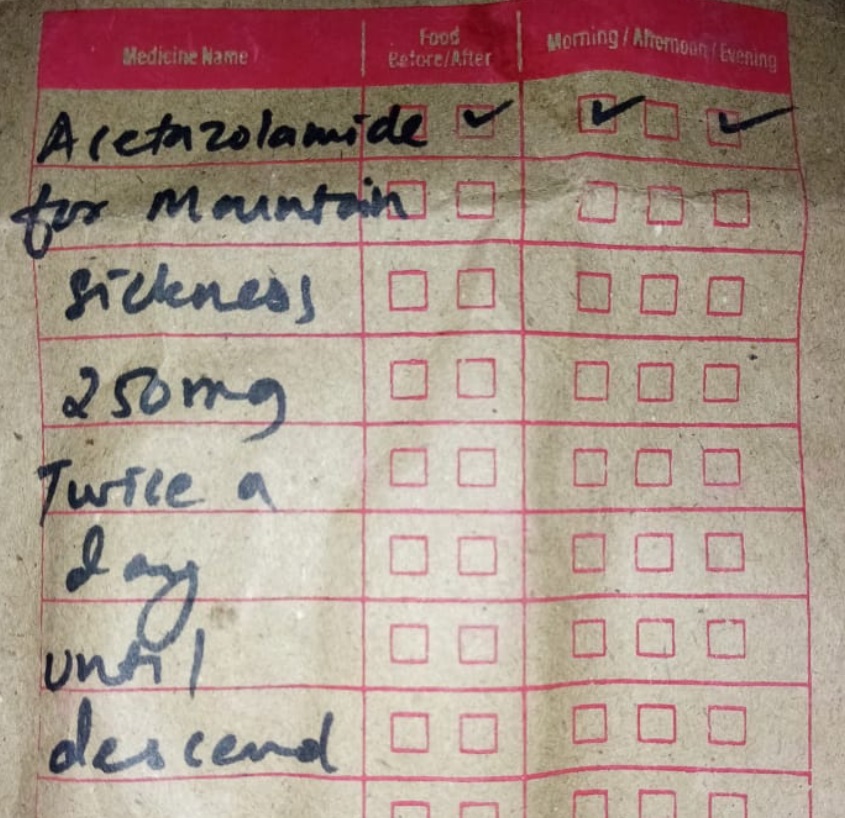 Medicine Name Food Before/After Morning / Afternoon / Evening
Acetazolamide
for Mountain
sickness
250mg
Twice a
day
until
descend